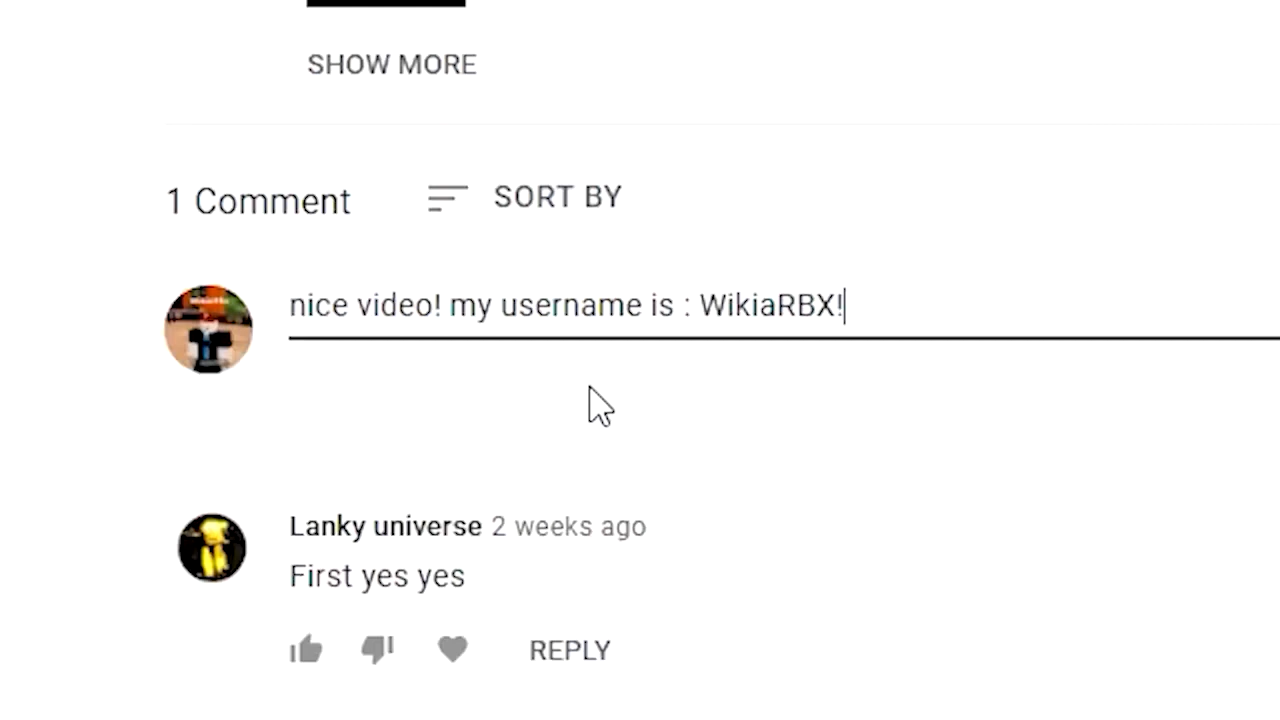 SHOW MORE
1 Comment
SORT BY
nice video! my username is : WikiaRBX!
Lanky universe 2 weeks ago
First yes yes
REPLY